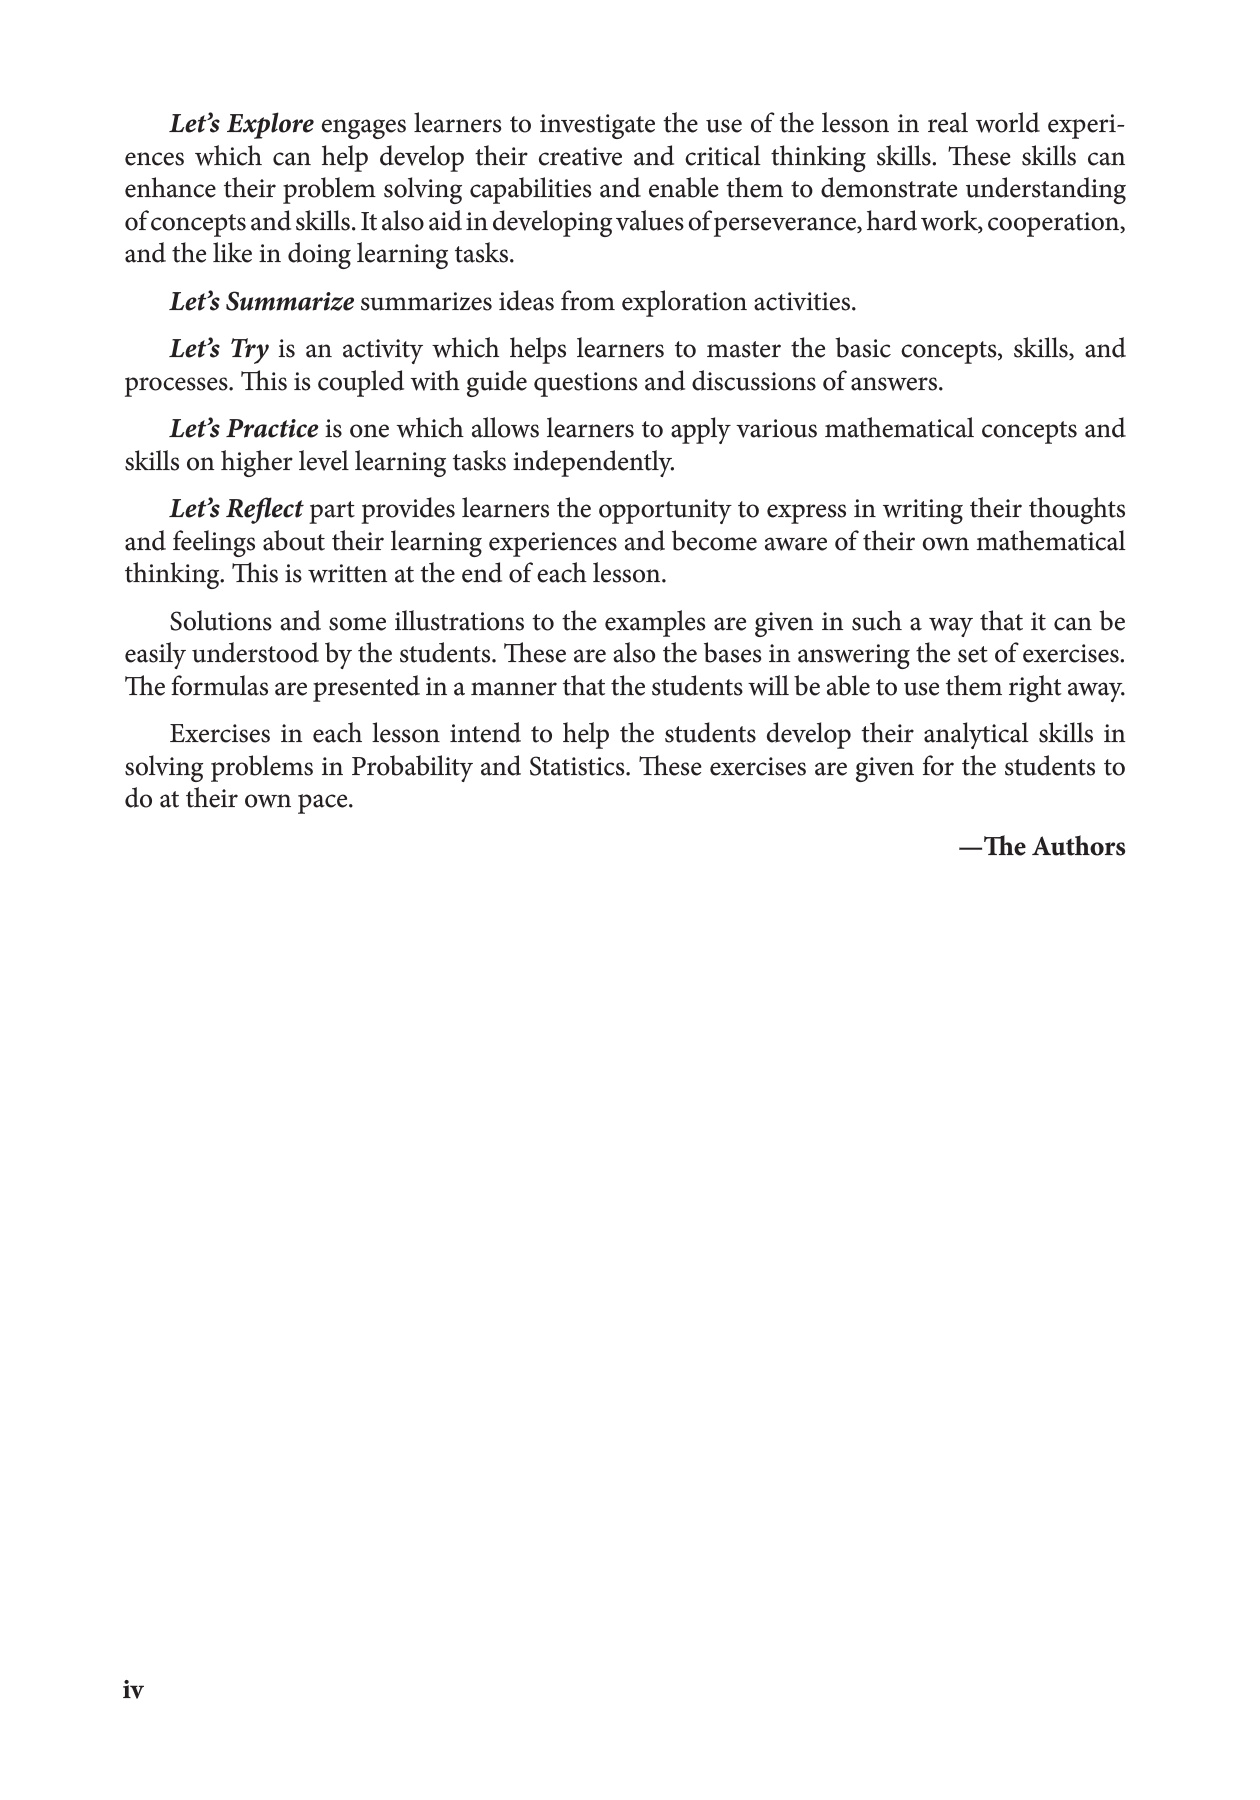 Let’s Explore engages learners to investigate the use of the lesson in real world experi-
ences which can help develop their creative and critical thinking skills. These skills can
enhance their problem solving capabilities and enable them to demonstrate understanding
of concepts and skills. It also aid in developing values of perseverance, hard work, cooperation,
and the like in doing learning tasks.
Let’s Summarize summarizes ideas from exploration activities.
Let’s Try is an activity which helps learners to master the basic concepts, skills, and
processes. This is coupled with guide questions and discussions of answers.
Let’s Practice is one which allows learners to apply various mathematical concepts and
skills on higher level learning tasks independently.
Let’s Reflect part provides learners the opportunity to express in writing their thoughts
and feelings about their learning experiences and become aware of their own mathematical
thinking. This is written at the end of each lesson.
Solutions and some illustrations to the examples are given in such a way that it can be
easily understood by the students. These are also the bases in answering the set of exercises.
The formulas are presented in a manner that the students will be able to use them right away.
Exercises in each lesson intend to help the students develop their analytical skills in
solving problems in Probability and Statistics. These exercises are given for the students to
do at their own pace.
—The Authors
iv